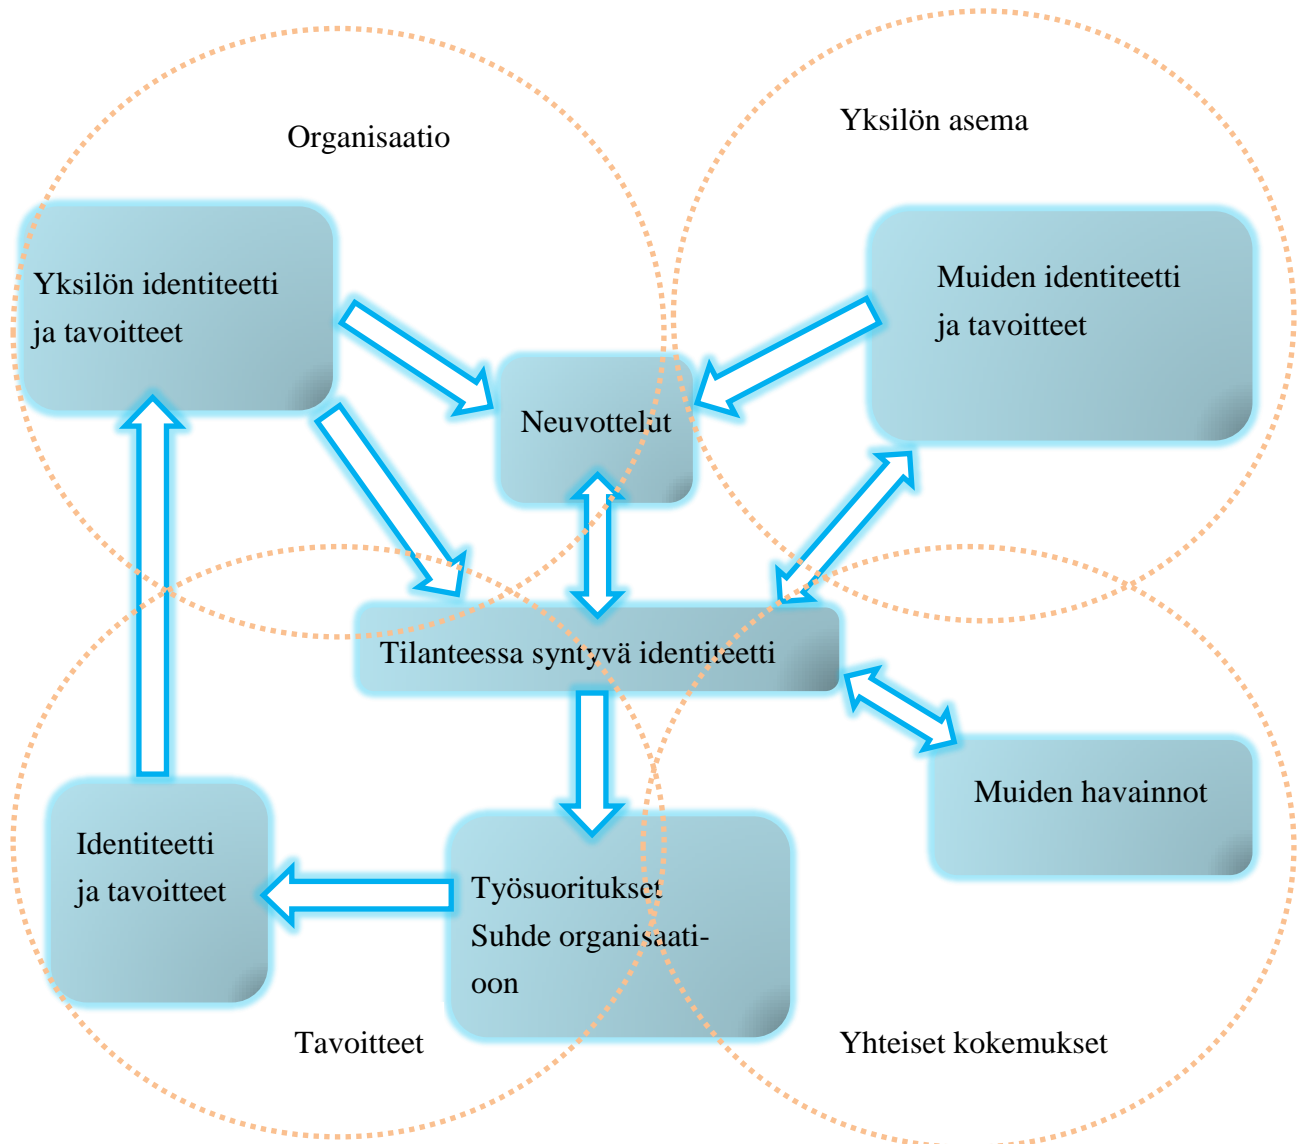 Organisaatio
Yksilön asema
Yksilön identiteetti
ja tavoitteet
Muiden identiteetti
ja tavoitteet
Neuvottelut
Tilanteessa syntyvä identiteetti
Muiden havainnot
Identiteetti
ja tavoitteet
Työsuoritukset
Suhde organisaati-
oon
Tavoitteet
Yhteiset kokemukset